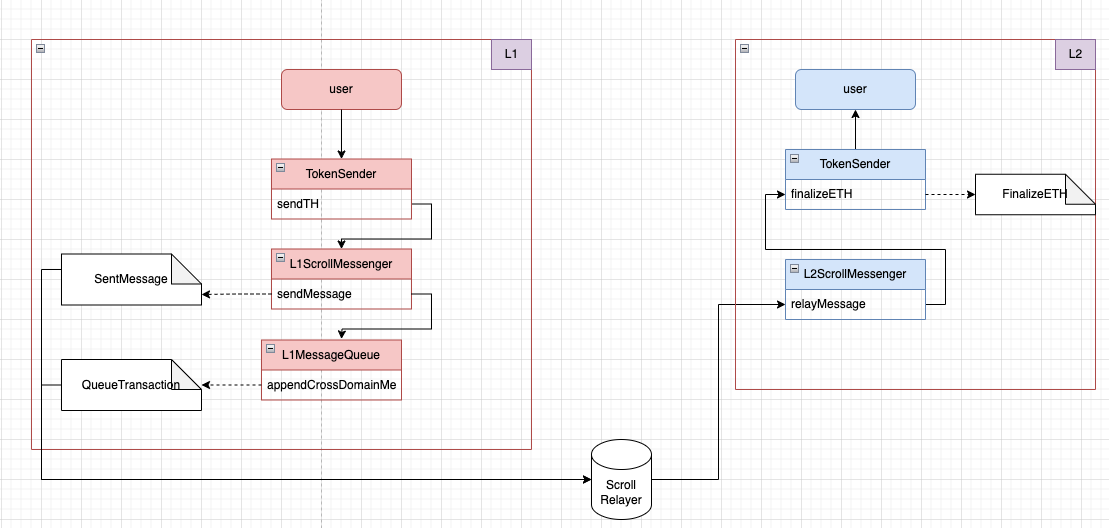 L1
user
TokenSender
sendTH
L1ScrollMessenger
sendMessage
SentMessage
L1MessageQueue
appendCrossDomainMe
QueueTransaction
Scroll
Relayer
L2
user
TokenSender
finalizeETH
FinalizeETH
L2ScrollMessenger
relayMessage